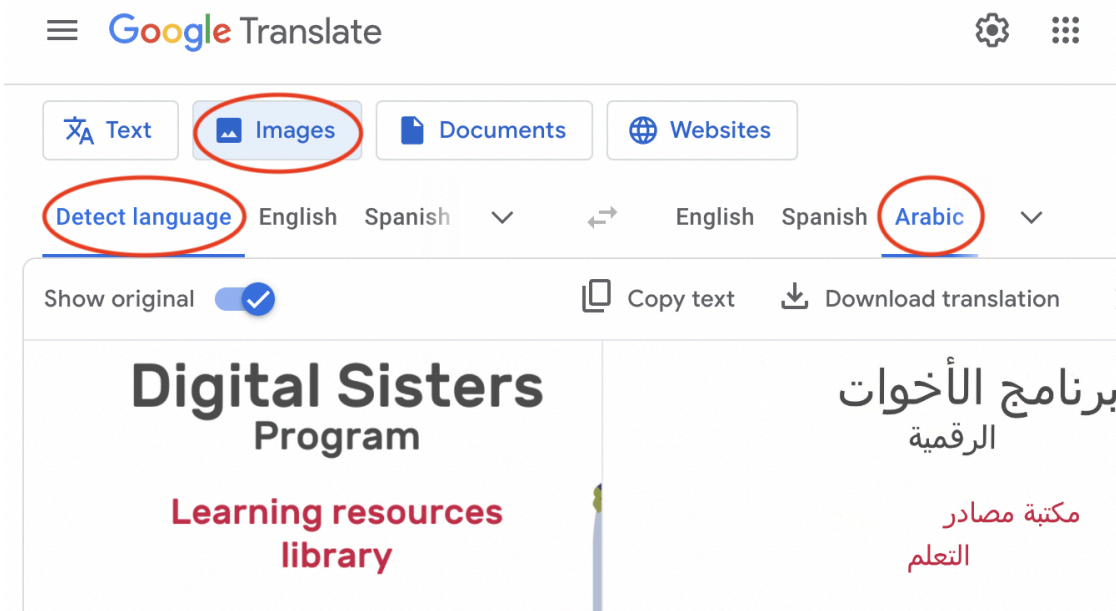 Google Translate
Text
Images
Documents
Websites
Detect language
English
Spanish
English
Spanish
Arabic
Show original
Copy text
Download translation
Digital Sisters
Program
Learning resources
library
برنامج الأخوات
الرقمية
مكتبة مصادر
التعلم